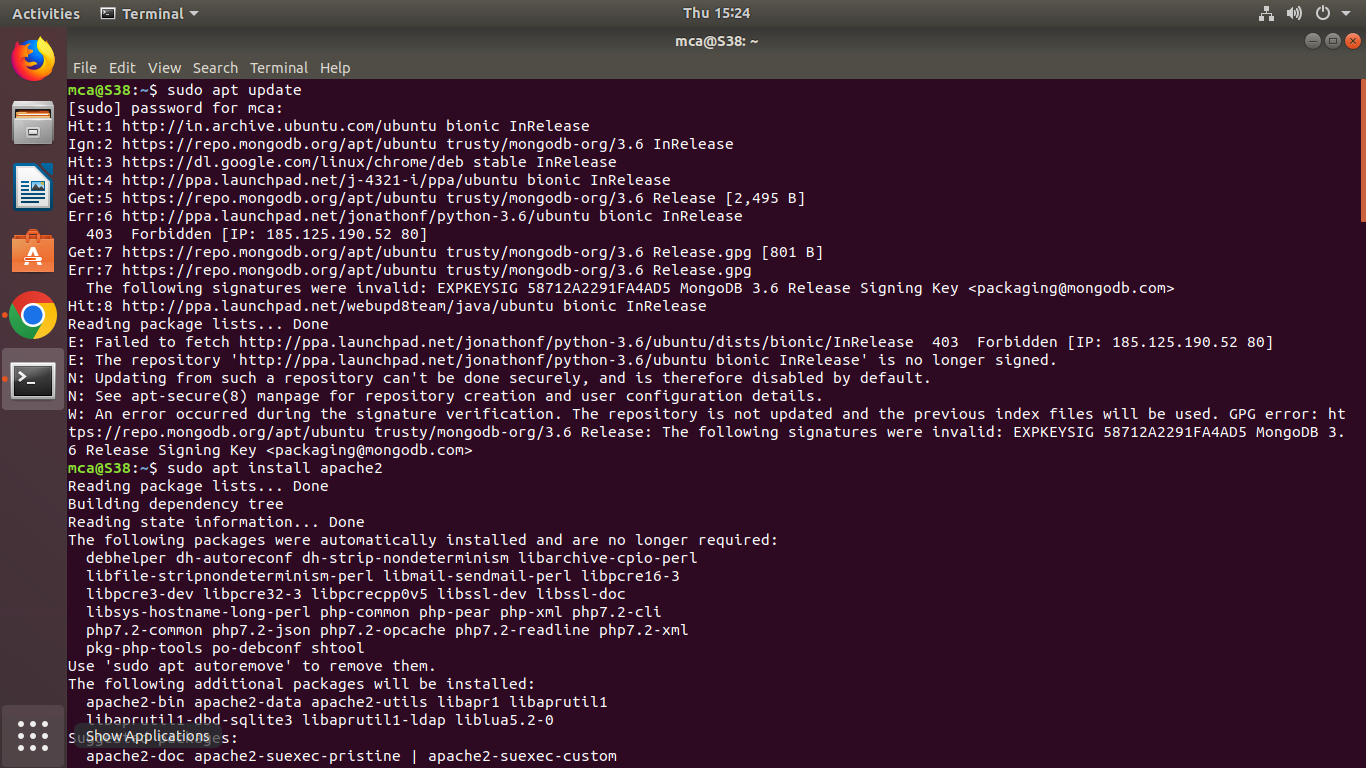 Activities Terminal Thu 15:24
mca@S38: ~
File Edit View Search Terminal Help
mca@S38:~$ sudo apt update
[sudo] password for mca:
Hit:1 http://in.archive.ubuntu.com/ubuntu bionic InRelease
Ign:2 https://repo.mongodb.org/apt/ubuntu trusty/mongodb-org/3.6 InRelease
Hit:3 https://dl.google.com/linux/chrome/deb stable InRelease
Hit:4 http://ppa.launchpad.net/j-4321-i/ppa/ubuntu bionic InRelease
Get:5 https://repo.mongodb.org/apt/ubuntu trusty/mongodb-org/3.6 Release [2,495 B]
Err:6 http://ppa.launchpad.net/jonathonf/python-3.6/ubuntu bionic InRelease
  403  Forbidden [IP: 185.125.190.52 80]
Get:7 https://repo.mongodb.org/apt/ubuntu trusty/mongodb-org/3.6 Release.gpg [801 B]
Err:7 https://repo.mongodb.org/apt/ubuntu trusty/mongodb-org/3.6 Release.gpg
  The following signatures were invalid: EXPKEYSIG 58712A2291FA4AD5 MongoDB 3.6 Release Signing Key <packaging@mongodb.com>
Hit:8 http://ppa.launchpad.net/webupd8team/java/ubuntu bionic InRelease
Reading package lists... Done
E: Failed to fetch http://ppa.launchpad.net/jonathonf/python-3.6/ubuntu/dists/bionic/InRelease  403  Forbidden [IP: 185.125.190.52 80]
E: The repository 'http://ppa.launchpad.net/jonathonf/python-3.6/ubuntu bionic InRelease' is no longer signed.
N: Updating from such a repository can't be done securely, and is therefore disabled by default.
N: See apt-secure(8) manpage for repository creation and user configuration details.
W: An error occurred during the signature verification. The repository is not updated and the previous index files will be used. GPG error: ht
tps://repo.mongodb.org/apt/ubuntu trusty/mongodb-org/3.6 Release: The following signatures were invalid: EXPKEYSIG 58712A2291FA4AD5 MongoDB 3.
6 Release Signing Key <packaging@mongodb.com>
mca@S38:~$ sudo apt install apache2
Reading package lists... Done
Building dependency tree
Reading state information... Done
The following packages were automatically installed and are no longer required:
  debhelper dh-autoreconf dh-strip-nondeterminism libarchive-cpio-perl
  libfile-stripnondeterminism-perl libmail-sendmail-perl libpcre16-3
  libpcre3-dev libpcre32-3 libpcrecpp0v5 libssl-dev libssl-doc
  libsys-hostname-long-perl php-common php-pear php-xml php7.2-cli
  php7.2-common php7.2-json php7.2-opcache php7.2-readline php7.2-xml
  pkg-php-tools po-debconf shtool
Use 'sudo apt autoremove' to remove them.
The following additional packages will be installed:
  apache2-bin apache2-data apache2-utils libapr1 libaprutil1
  libaprutil1-dbd-sqlite3 libaprutil1-ldap liblua5.2-0
Show Applications
  apache2-doc apache2-suexec-pristine | apache2-suexec-custom